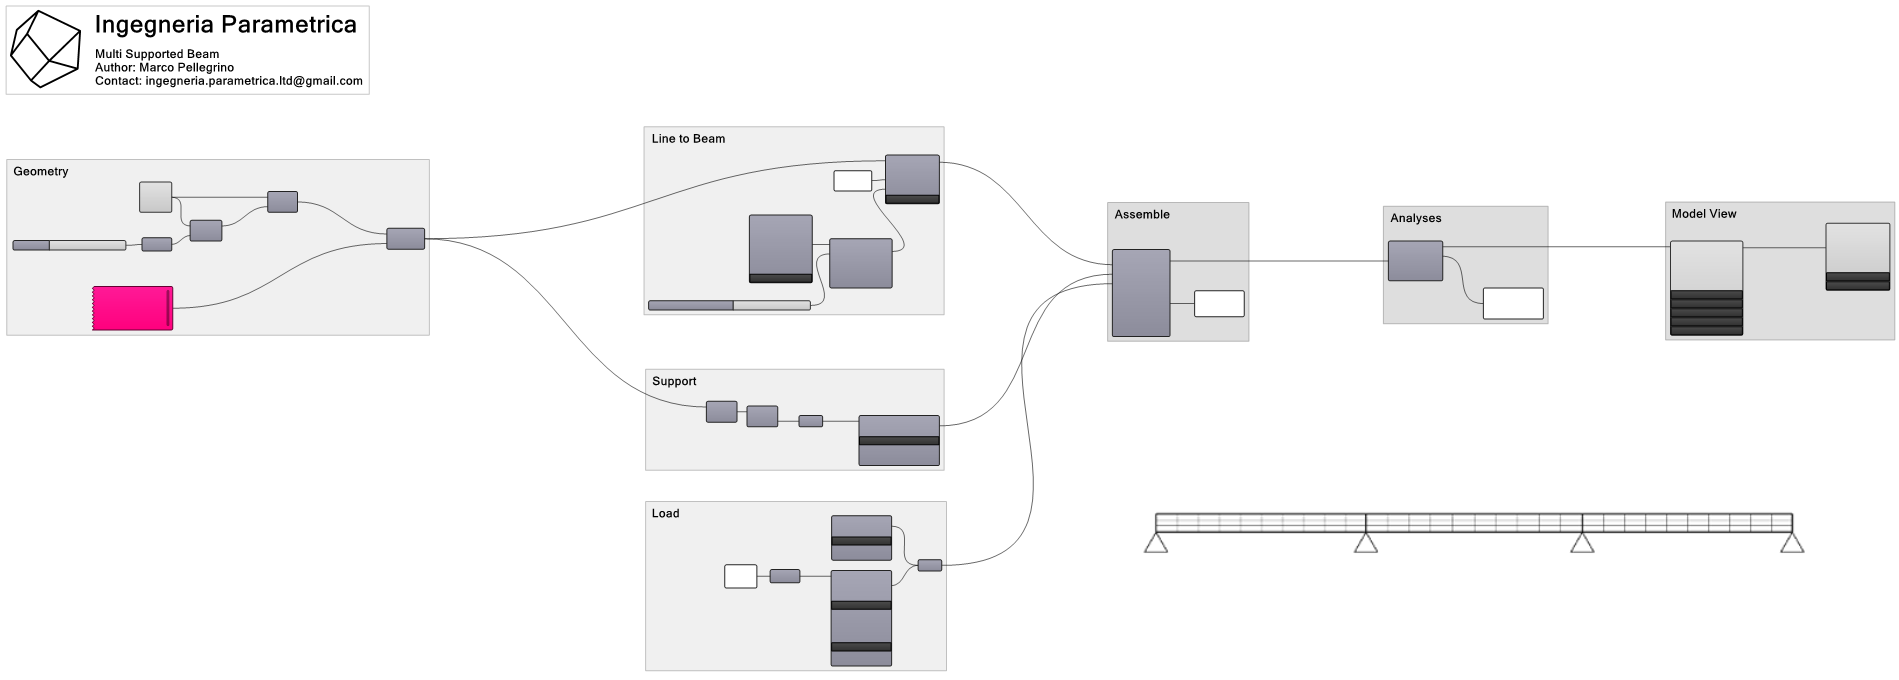 Ingegneria Parametrica
Multi Supported Beam
Author: Marco Pellegrino
Contact: ingegneria.parametrica.ltd@gmail.com
Geometry
Line to Beam
Support
Load
Assemble
Analyses
Model View